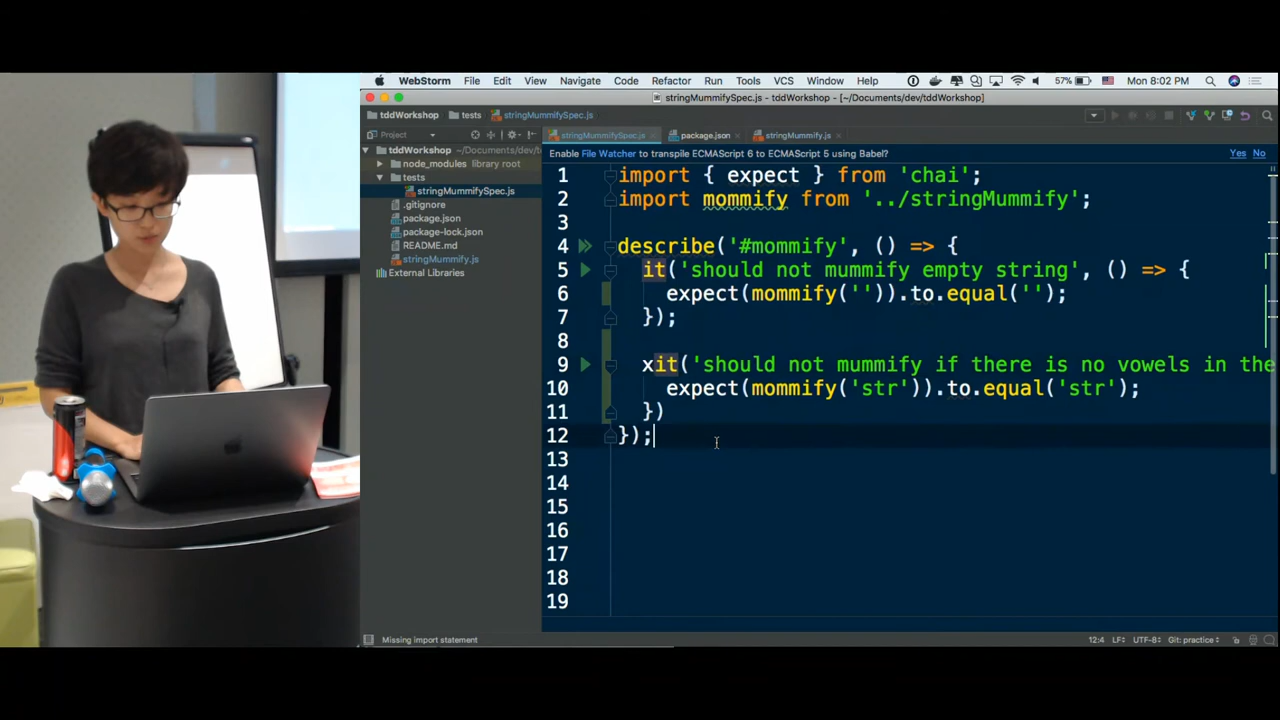 WebStorm File Edit View Navigate Code Refactor Run Tools VCS Window Help 57% Mon 8:02 PM
stringMummifySpec.js - tddWorkshop - [~/Documents/dev/tddWorkshop]
tddWorkshop tests stringMummifySpec.js
Project
stringMummifySpec.js package.json stringMummify.js
tddWorkshop ~/Documents/dev/t
node_modules library root
tests
stringMummifySpec.js
.gitignore
package.json
package-lock.json
README.md
stringMummify.js
External Libraries
Enable File Watcher to transpile ECMAScript 6 to ECMAScript 5 using Babel? Yes No
1 import { expect } from 'chai';
2 import mommify from '../stringMummify';
3
4 describe('#mommify', () => {
5 it('should not mummify empty string', () => {
6 expect(mommify('')).to.equal('');
7 });
8
9 xit('should not mummify if there is no vowels in the
10 expect(mommify('str')).to.equal('str');
11 })
12 });
13
14
15
16
17
18
19
Missing import statement 12:4 LF÷ UTF-8÷ Git: practice÷